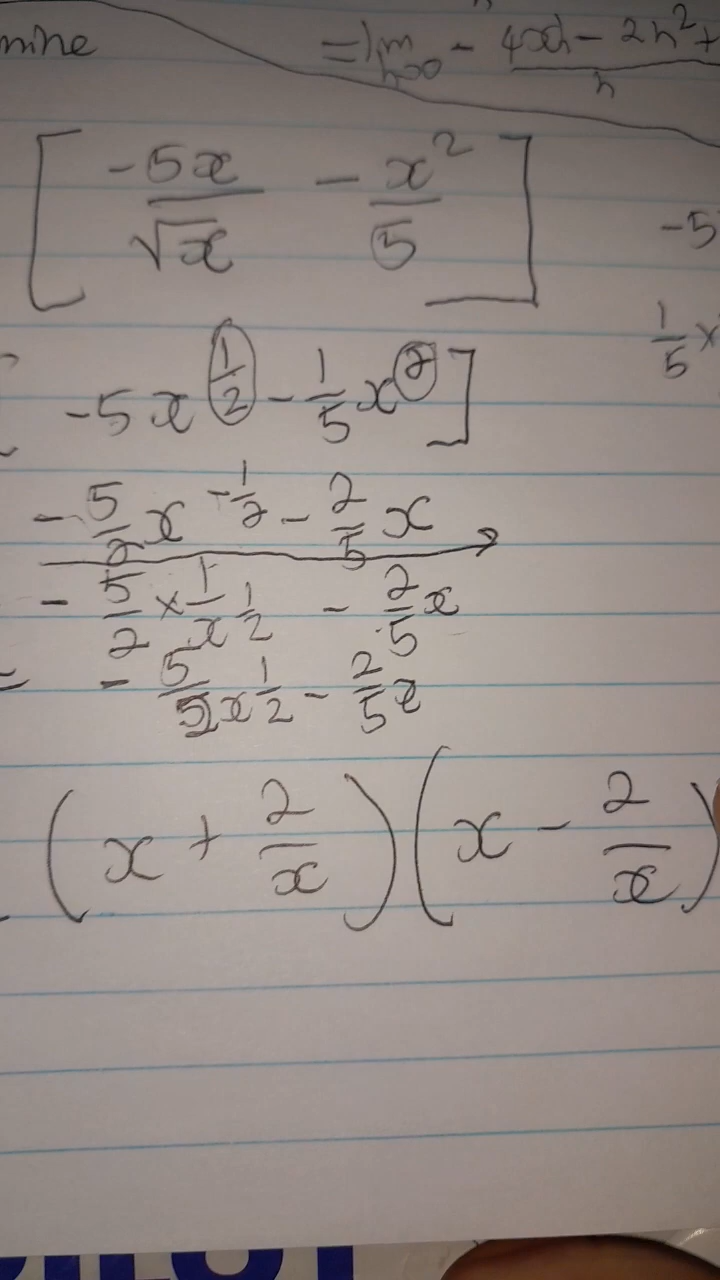 mine =lim h→0 - 4xh - 2h² +
[ -5x/√x - x²/5 ]
-5
[ -5x^(1/2) - 1/5 x^2 ]
1/5 x
-5/2 x^(-1/2) - 2/5 x
- 5/2 × 1/x^(1/2) - 2/5 x
= - 5/2x^(1/2) - 2/5 x
(x + 2/x)(x - 2/x)